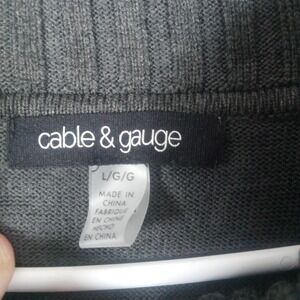 cable & gauge
L/G/G
MADE IN
CHINA
FABRIQUÉ
EN CHINE
HECHO
EN CHINA